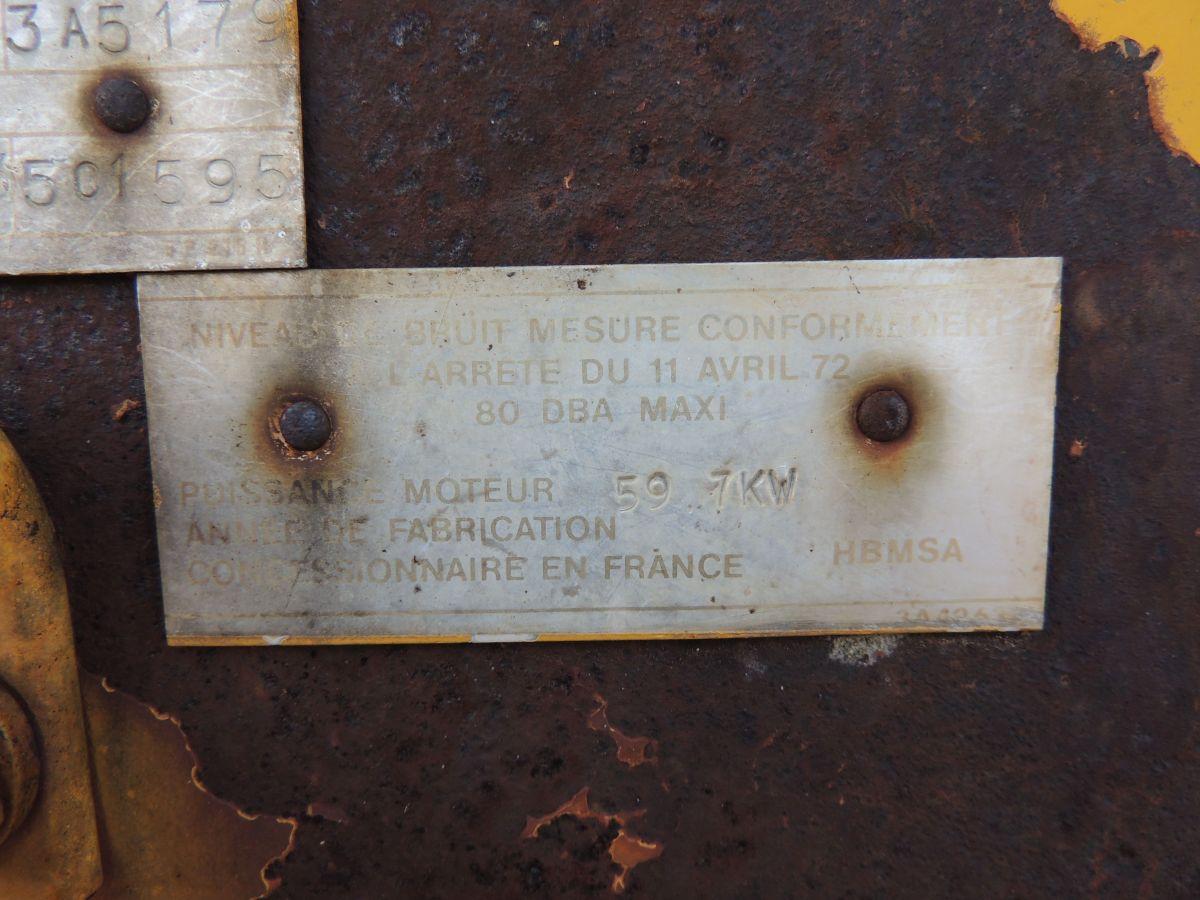 3A5179
5C1595
NIVEAU DE BRUIT MESURE CONFORMEMENT
L'ARRETE DU 11 AVRIL 72
80 DBA MAXI
PUISSANCE MOTEUR 59 7KW
ANNEE DE FABRICATION
CONCESSIONNAIRE EN FRANCE HBMSA